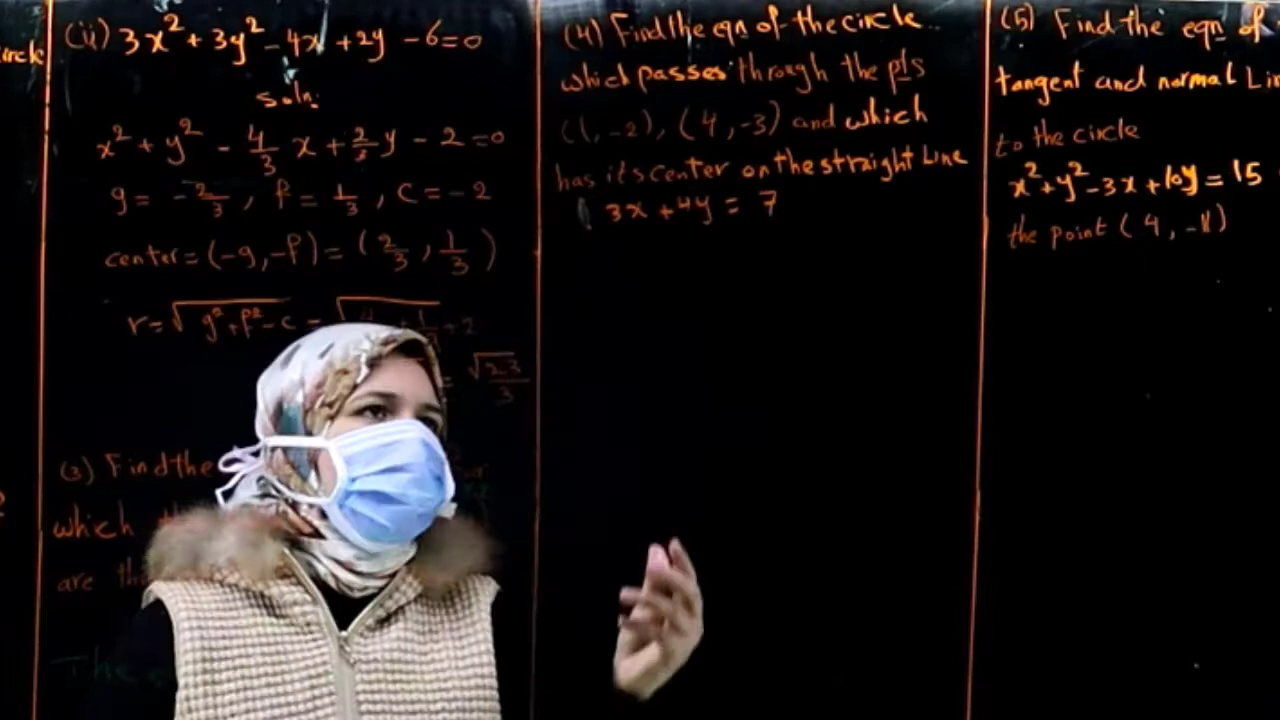 ircle
(ii) 3x² + 3y² - 4x + 2y - 6 = 0
soln:
x² + y² - 4/3 x + 2/3 y - 2 = 0
g = -2/3 , f = 1/3 , c = -2
center = (-g, -f) = (2/3 , 1/3)
r = √g² + f² - c =
+ 2
= √23/3
(3) Find the
which
are th
(4) Find the eqn of the circle
which passes through the pts
(1, -2), (4, -3) and which
has its center on the straight Line
3x + 4y = 7
(5) Find the eqn of
tangent and normal Li
to the circle
x² + y² - 3x + 10y = 15
the point (4, -11)